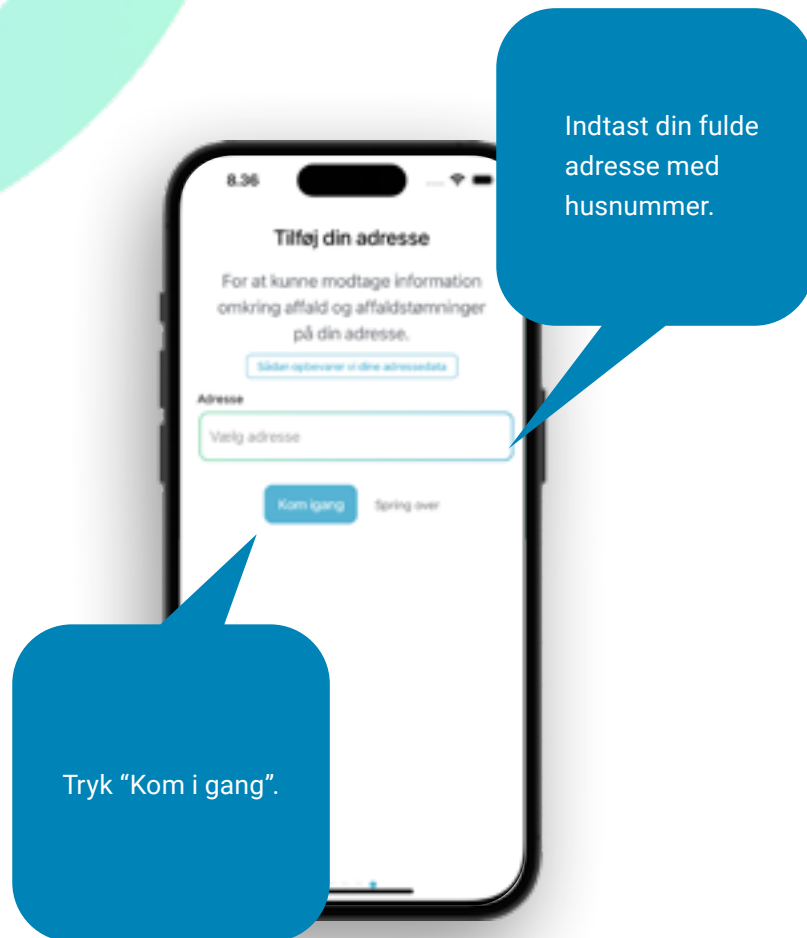 Indtast din fulde
adresse med
husnummer.
8.36
Tilføj din adresse
For at kunne modtage information
omkring affald og affaldstømninger
på din adresse.
Sådan opbevarer vi dine adressedata
Adresse
Vælg adresse
Kom igang Spring over
Tryk “Kom i gang”.